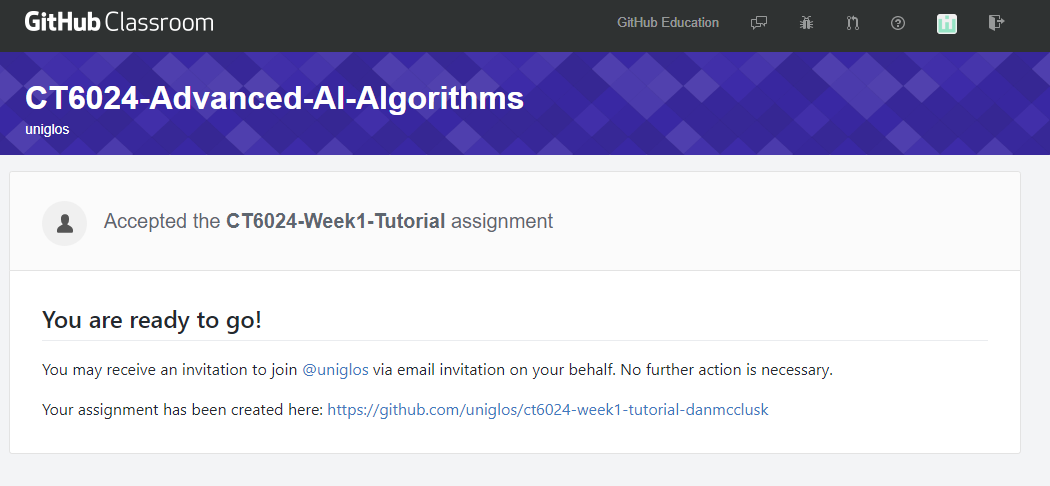 GitHub Classroom
GitHub Education
CT6024-Advanced-AI-Algorithms
uniglos
Accepted the CT6024-Week1-Tutorial assignment
You are ready to go!
You may receive an invitation to join @uniglos via email invitation on your behalf. No further action is necessary.
Your assignment has been created here: https://github.com/uniglos/ct6024-week1-tutorial-danmcclusk